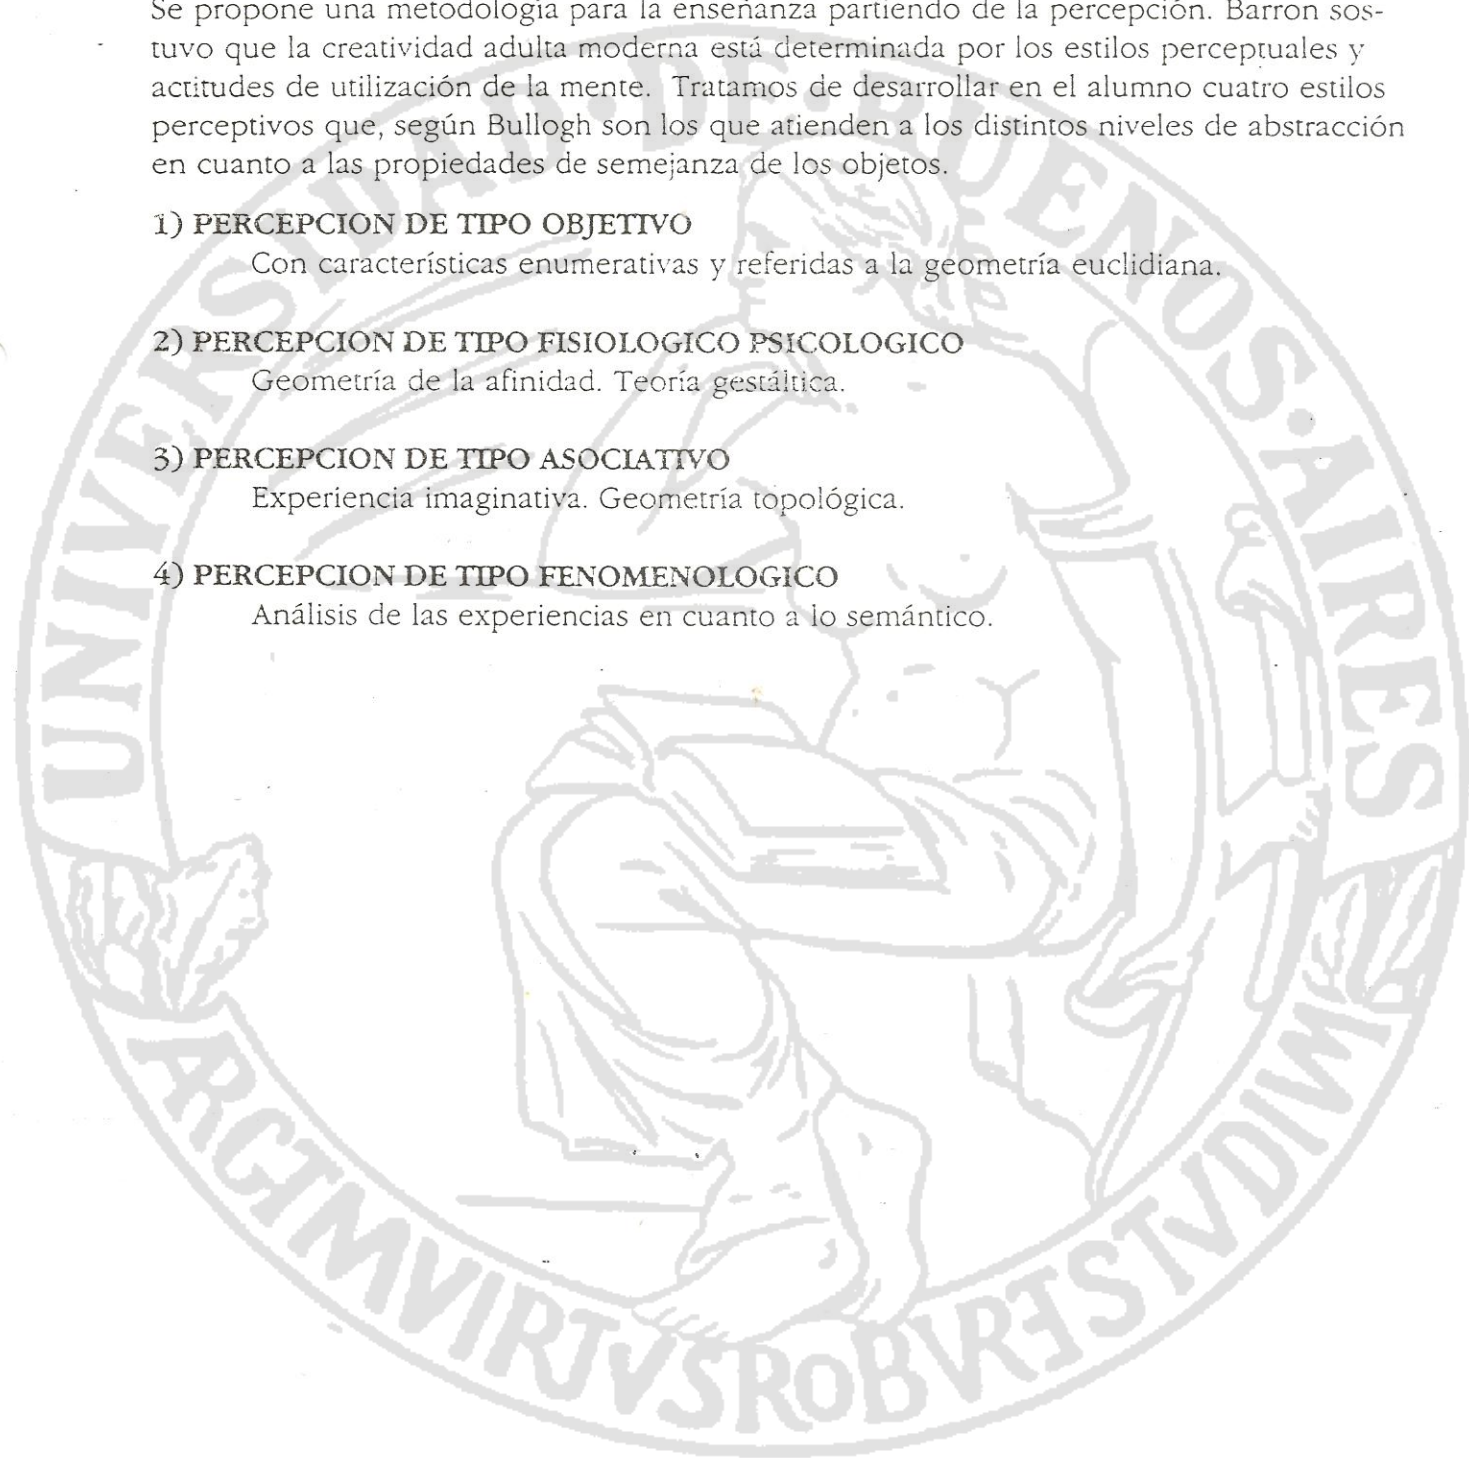 Se propone una metodología para la enseñanza partiendo de la percepción. Barron sos-
tuvo que la creatividad adulta moderna está determinada por los estilos perceptuales y
actitudes de utilización de la mente. Tratamos de desarrollar en el alumno cuatro estilos
perceptivos que, según Bullogh son los que atienden a los distintos niveles de abstracción
en cuanto a las propiedades de semejanza de los objetos.
1) PERCEPCION DE TIPO OBJETIVO
Con características enumerativas y referidas a la geometría euclidiana.
2) PERCEPCION DE TIPO FISIOLOGICO PSICOLOGICO
Geometría de la afinidad. Teoría gestáltica.
3) PERCEPCION DE TIPO ASOCIATIVO
Experiencia imaginativa. Geometría topológica.
4) PERCEPCION DE TIPO FENOMENOLOGICO
Análisis de las experiencias en cuanto a lo semántico.
UNIVERSIDAD·DE·BUENOS·AIRES
ARGTMVIRTVSROBVRETSTVDIVM